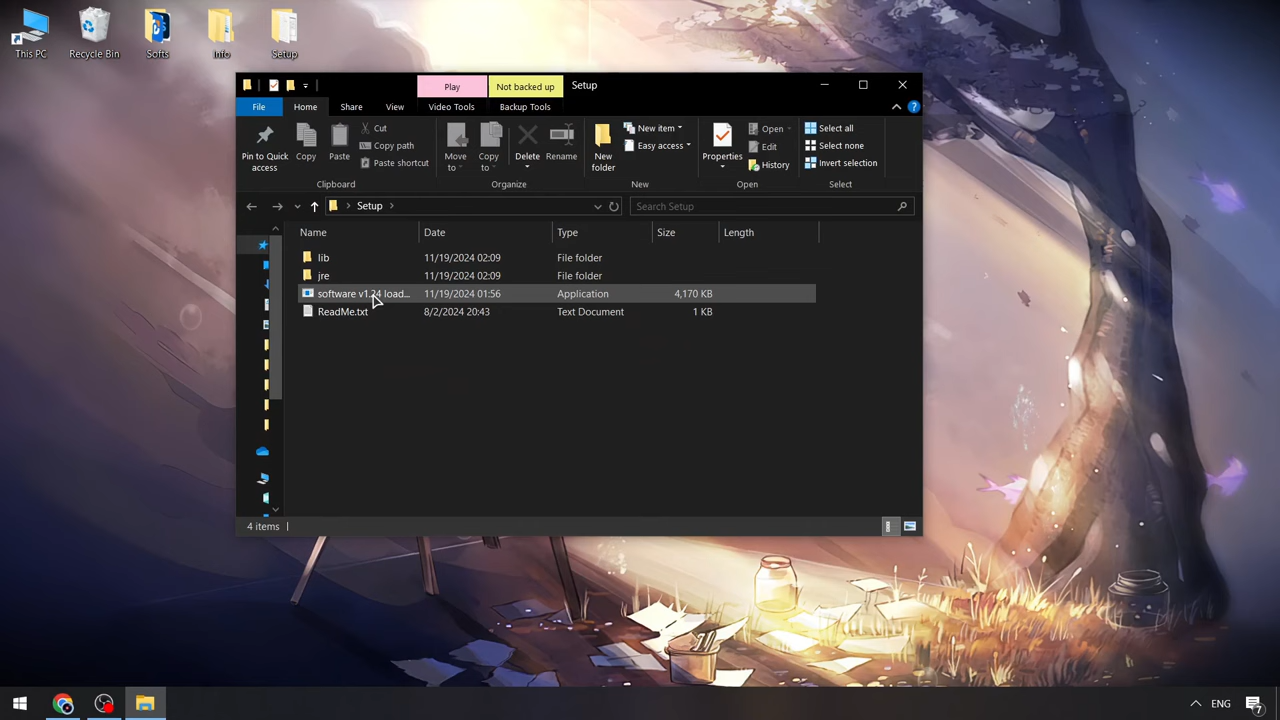 This PC
Recycle Bin
Softs
Info
Setup
Play
Not backed up
Setup
File
Home
Share
View
Video Tools
Backup Tools
Pin to Quick access
Copy
Paste
Cut
Copy path
Paste shortcut
Clipboard
Move to
Copy to
Delete
Rename
Organize
New folder
New item
Easy access
New
Properties
Open
Edit
History
Open
Select all
Select none
Invert selection
Select
Setup
Search Setup
Name
Date
Type
Size
Length
lib
11/19/2024 02:09
File folder
jre
11/19/2024 02:09
File folder
software v1.24 load...
11/19/2024 01:56
Application
4,170 KB
ReadMe.txt
8/2/2024 20:43
Text Document
1 KB
4 items
ENG
7